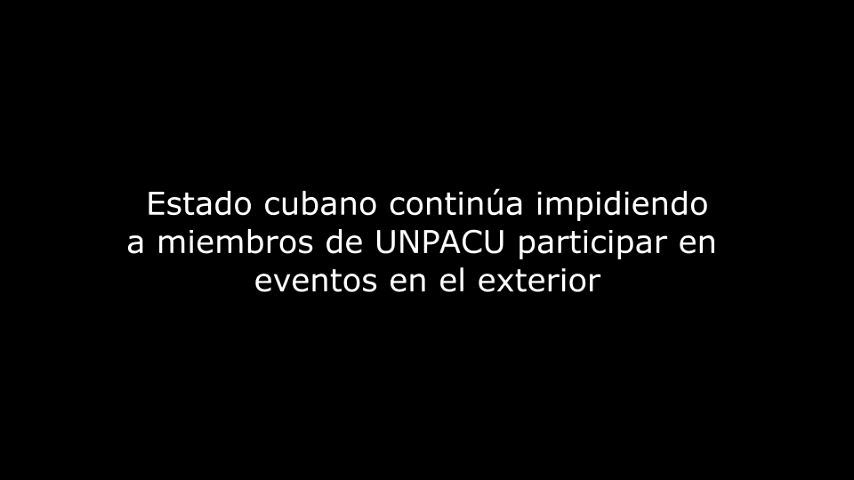 Estado cubano continúa impidiendo
a miembros de UNPACU participar en
eventos en el exterior